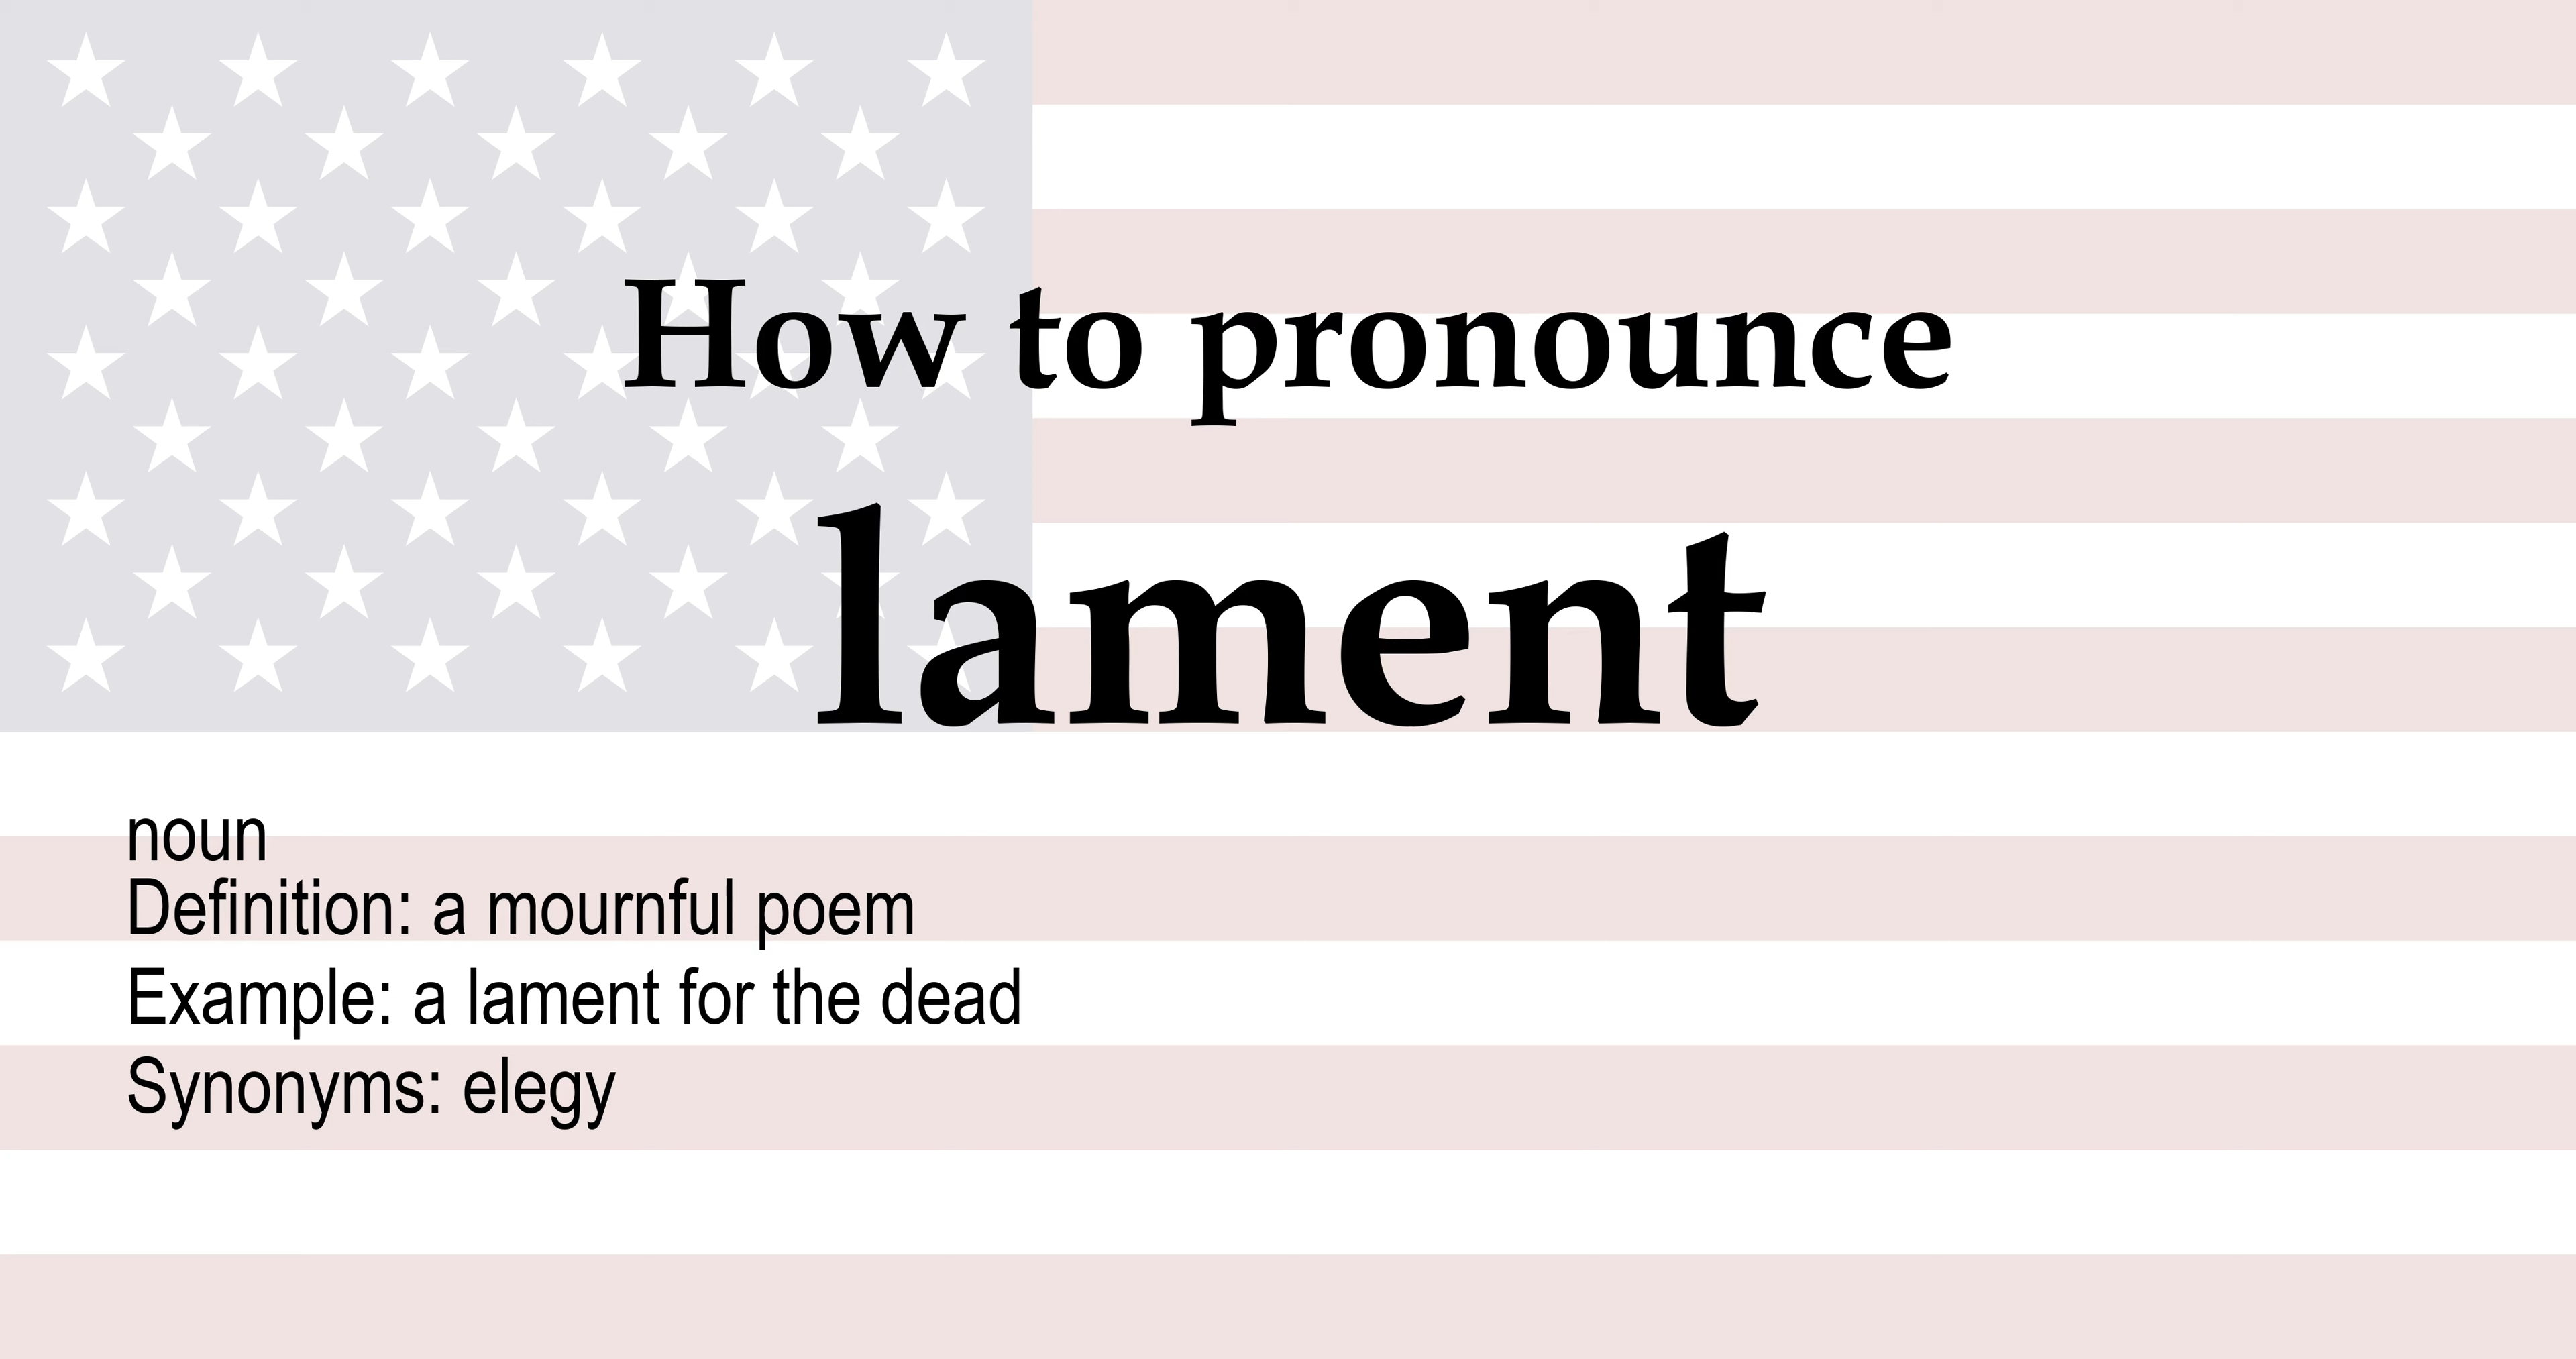 How to pronounce
lament
noun
Definition: a mournful poem
Example: a lament for the dead
Synonyms: elegy